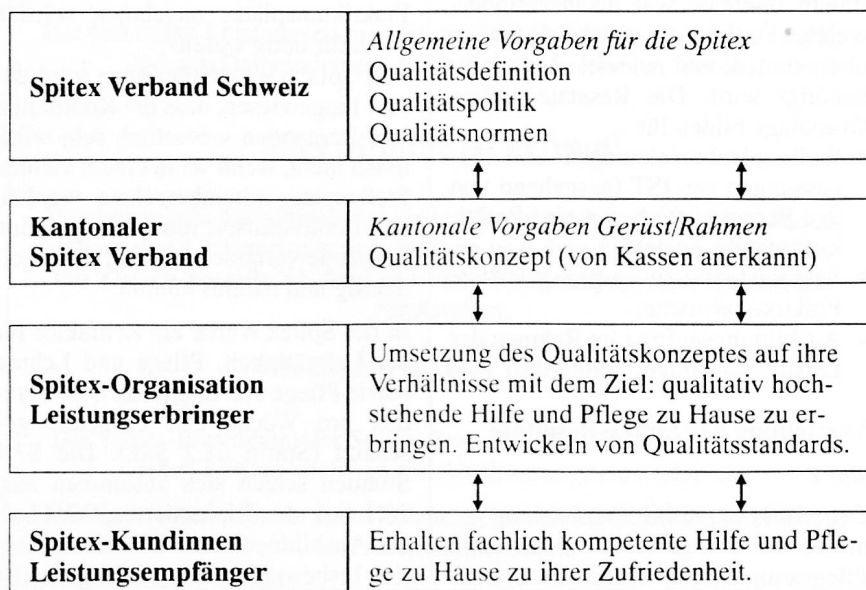 Spitex Verband Schweiz
Allgemeine Vorgaben für die Spitex
Qualitätsdefinition
Qualitätspolitik
Qualitätsnormen
Kantonaler
Spitex Verband
Kantonale Vorgaben Gerüst/Rahmen
Qualitätskonzept (von Kassen anerkannt)
Spitex-Organisation
Leistungserbringer
Umsetzung des Qualitätskonzeptes auf ihre
Verhältnisse mit dem Ziel: qualitativ hoch-
stehende Hilfe und Pflege zu Hause zu er-
bringen. Entwickeln von Qualitätsstandards.
Spitex-Kundinnen
Leistungsempfänger
Erhalten fachlich kompetente Hilfe und Pfle-
ge zu Hause zu ihrer Zufriedenheit.